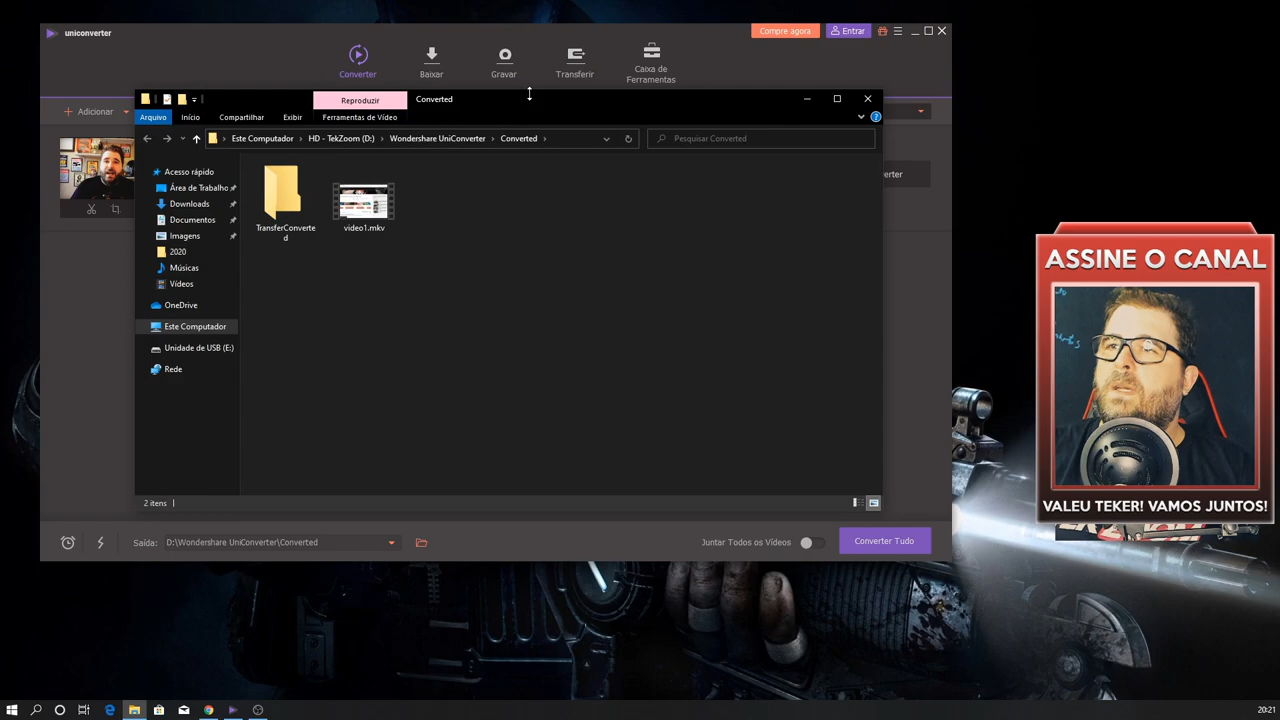 uniconverter
Compre agora
Entrar
Converter
Baixar
Gravar
Transferir
Caixa de
Ferramentas
Adicionar
Reproduzir
Converted
Arquivo
Início
Compartilhar
Exibir
Ferramentas de Vídeo
Este Computador
HD - TekZoom (D:)
Wondershare UniConverter
Converted
Pesquisar Converted
erter
Acesso rápido
Área de Trabalho
Downloads
Documentos
Imagens
2020
Músicas
Vídeos
OneDrive
Este Computador
Unidade de USB (E:)
Rede
TransferConverte
d
video1.mkv
2 itens
Saída:
D:\Wondershare UniConverter\Converted
Juntar Todos os Vídeos
Converter Tudo
ASSINE O CANAL
VALEU TEKER! VAMOS JUNTOS!
20:21